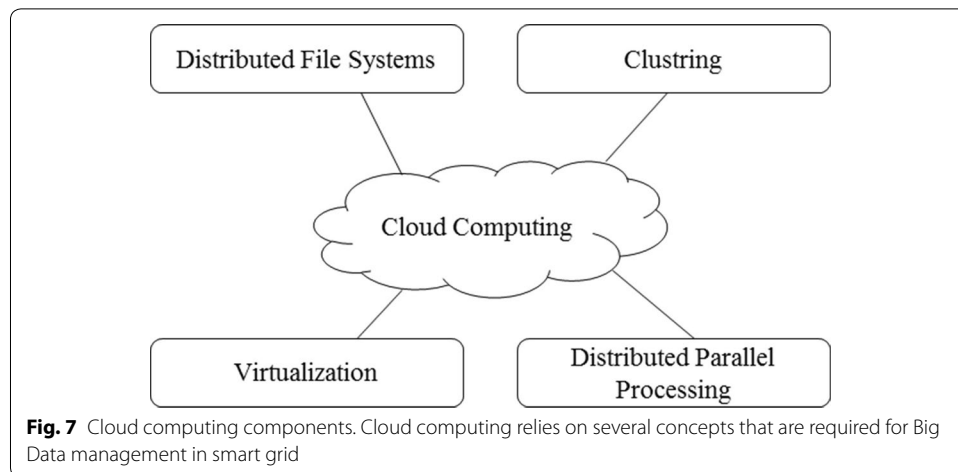 Distributed File Systems
Clustring
Cloud Computing
Virtualization
Distributed Parallel
Processing
Fig. 7 Cloud computing components. Cloud computing relies on several concepts that are required for Big
Data management in smart grid